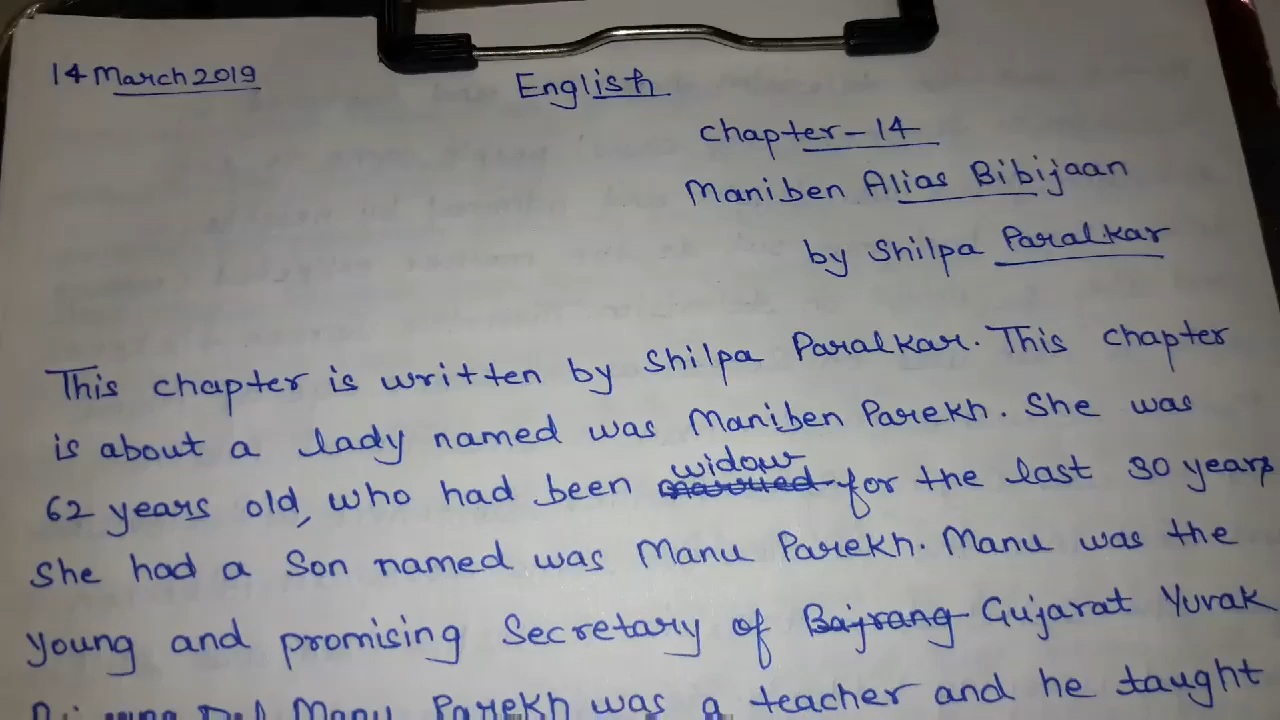 14 March 2019
English
Chapter-14
Maniben Alias Bibijaan
by Shilpa Paralkar
This chapter is written by Shilpa Paralkar. This chapter
is about a lady named was Maniben Parekh. She was
62 years old, who had been widow for the last 30 years
She had a Son named was Manu Parekh. Manu was the
young and promising Secretary of Bajrang Gujarat Yuvak
Dal Manu Parekh was a teacher and he taught